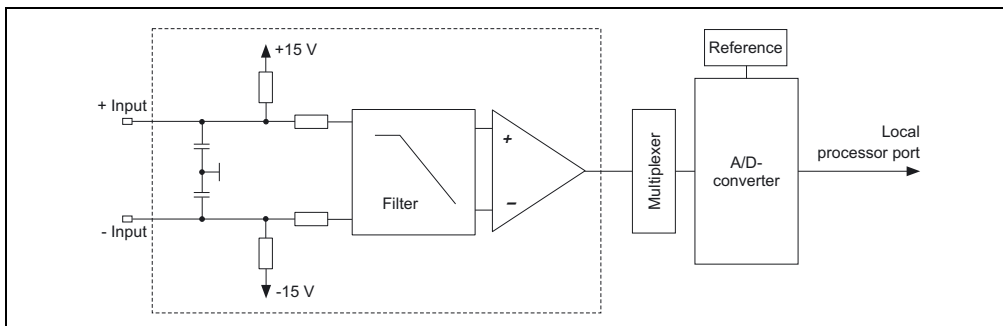 +15 V
Reference
+ Input
+
Filter
−
Multiplexer
A/D-
converter
Local
processor port
- Input
-15 V